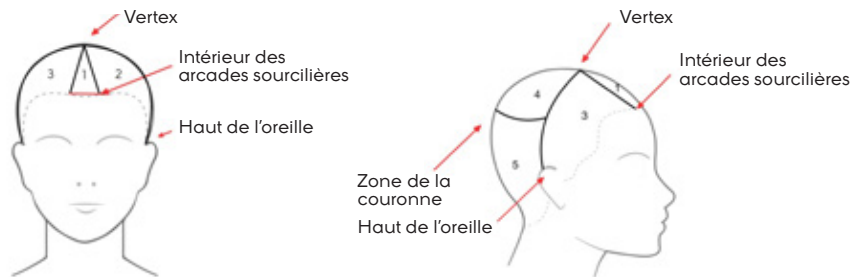 Vertex
Intérieur des
arcades sourcilières
3
1
2
Haut de l'oreille
Vertex
Intérieur des
arcades sourcilières
1
4
3
5
Zone de la
couronne
Haut de l'oreille